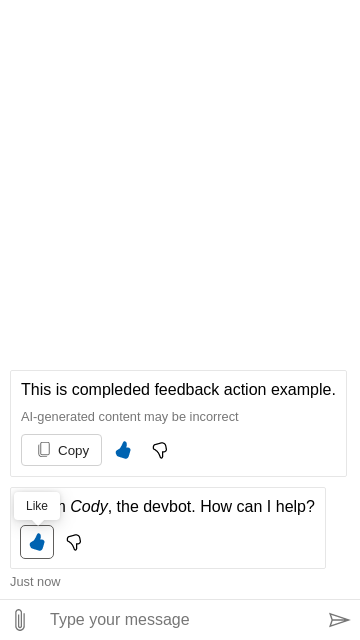 This is compleded feedback action example.
AI-generated content may be incorrect
Copy
Like
Cody, the devbot. How can I help?
Just now
Type your message